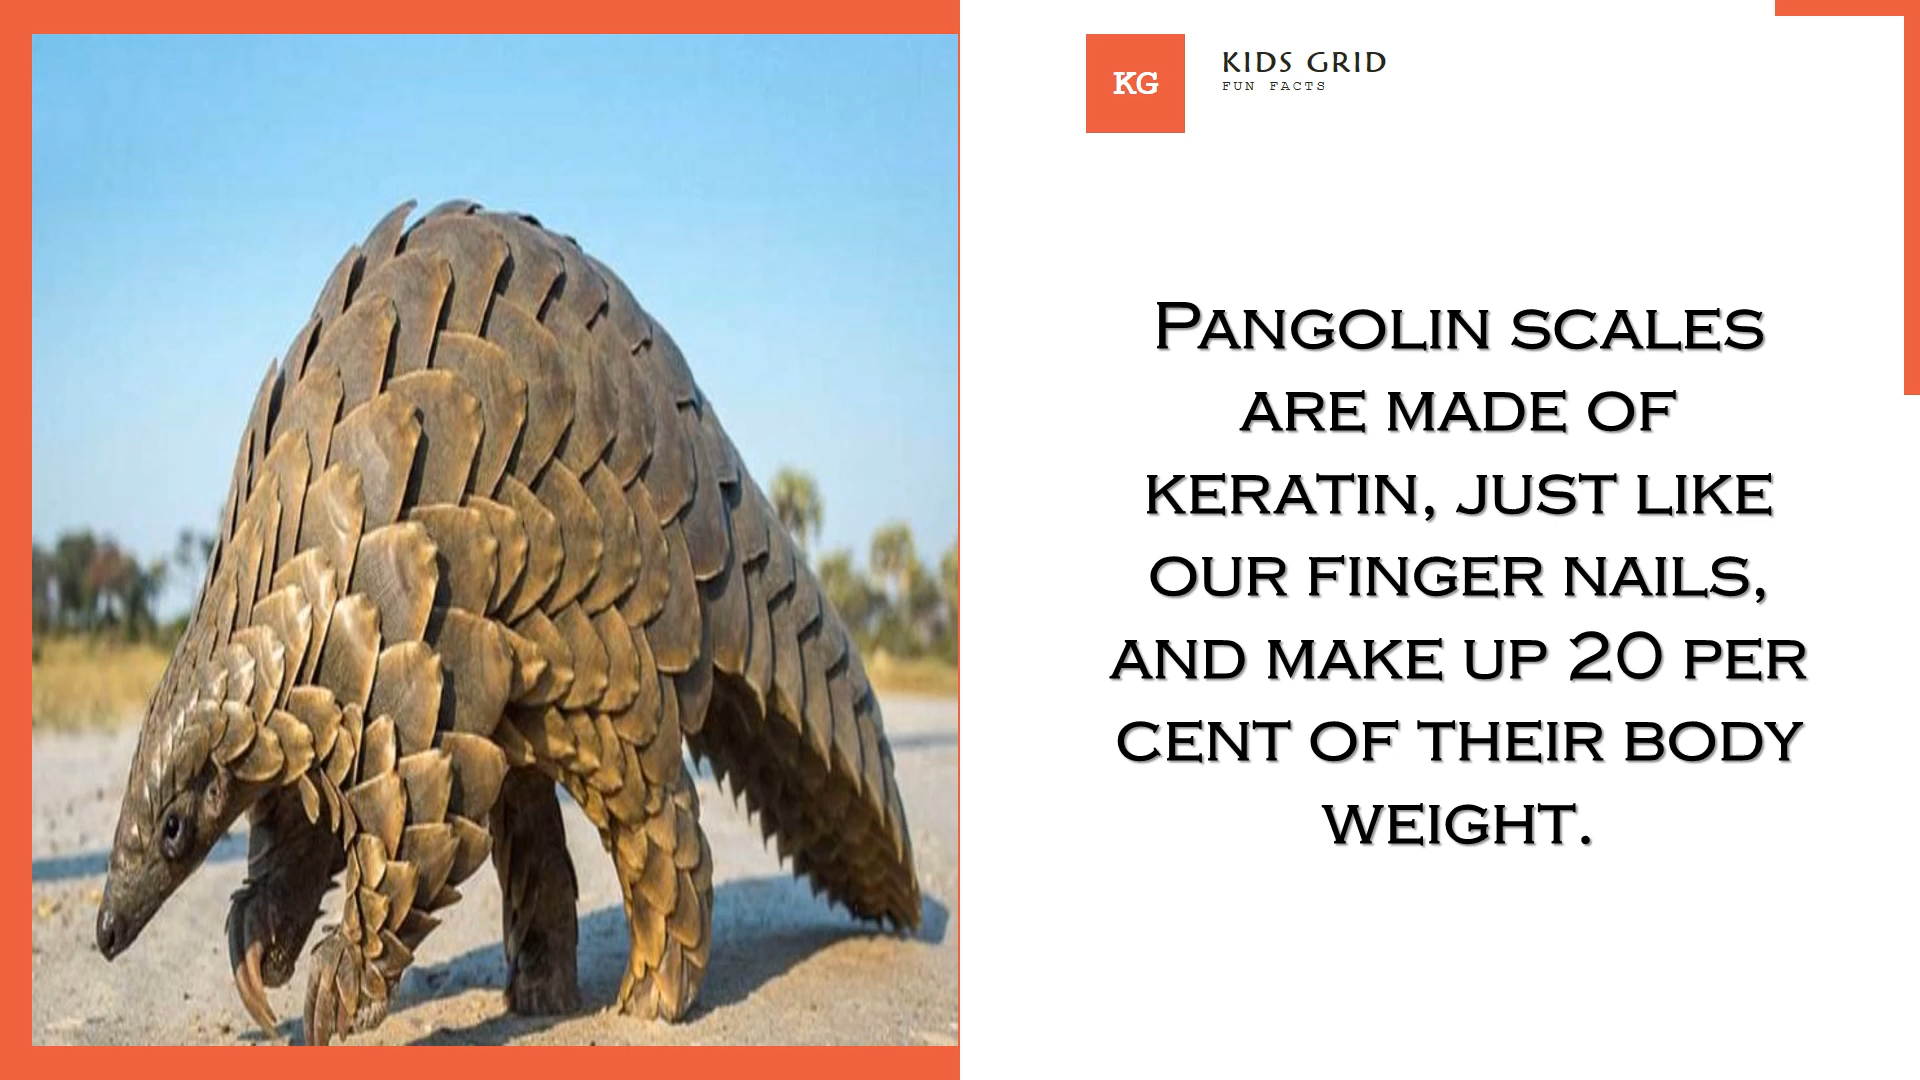 KG
KIDS GRID
FUN FACTS
PANGOLIN SCALES
ARE MADE OF
KERATIN, JUST LIKE
OUR FINGER NAILS,
AND MAKE UP 20 PER
CENT OF THEIR BODY
WEIGHT.